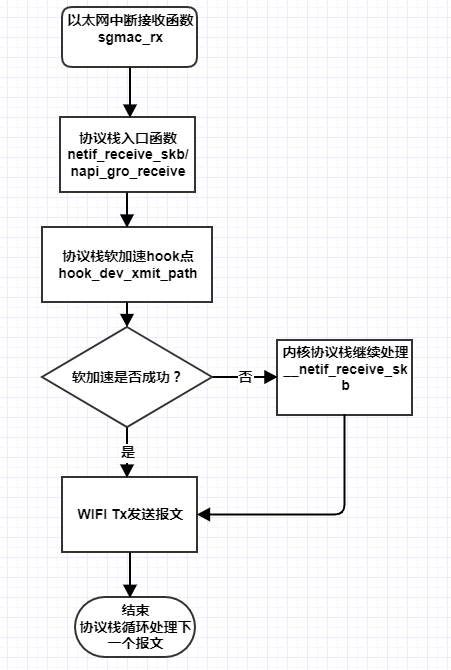 以太网中断接收函数
sgmac_rx
协议栈入口函数
netif_receive_skb/
napi_gro_receive
协议栈软加速hook点
hook_dev_xmit_path
软加速是否成功？
否
内核协议栈继续处理
__netif_receive_sk
b
是
WIFI Tx发送报文
结束
协议栈循环处理下
一个报文